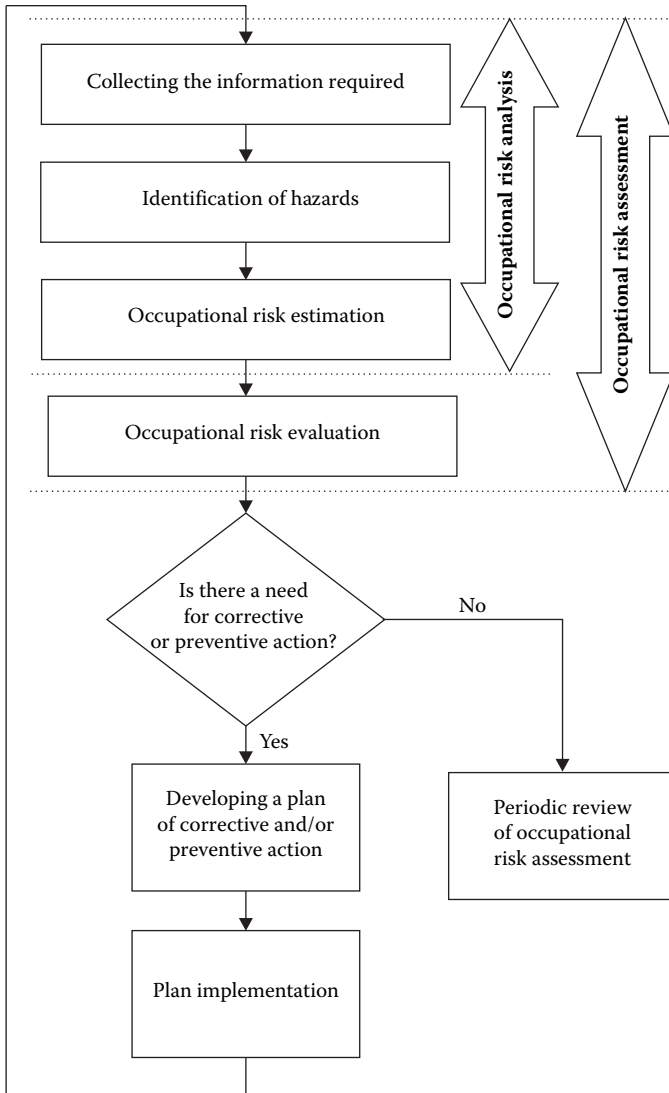 Collecting the information required
Identification of hazards
Occupational risk estimation
Occupational risk evaluation
Occupational risk analysis
Occupational risk assessment
Is there a need
for corrective
or preventive action?
No
Yes
Developing a plan
of corrective and/or
preventive action
Periodic review
of occupational
risk assessment
Plan implementation